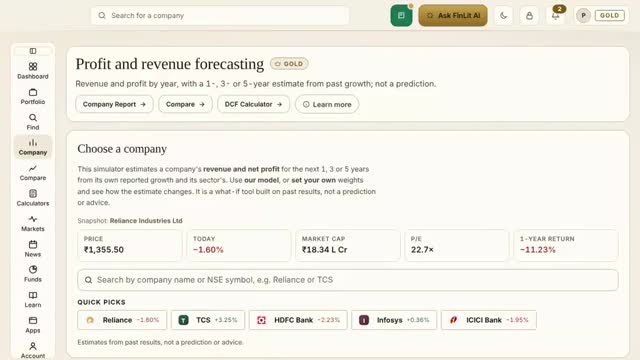 Search for a company
Ask FinLit AI
2
P
GOLD
Dashboard
Portfolio
Find
Company
Compare
Calculators
Markets
News
Funds
Learn
Apps
Account
Profit and revenue forecasting
GOLD
Revenue and profit by year, with a 1-, 3- or 5-year estimate from past growth; not a prediction.
Company Report →
Compare →
DCF Calculator →
Learn more
Choose a company
This simulator estimates a company's revenue and net profit for the next 1, 3 or 5 years
from its own reported growth and its sector's. Use our model, or set your own weights
and see how the estimate changes. It is a what-if tool built on past results, not a prediction
or advice.
Snapshot: Reliance Industries Ltd
PRICE
₹1,355.50
TODAY
−1.60%
MARKET CAP
₹18.34 L Cr
P/E
22.7×
1-YEAR RETURN
−11.23%
Search by company name or NSE symbol, e.g. Reliance or TCS
QUICK PICKS
Reliance −1.60%
TCS +3.25%
HDFC Bank −2.23%
Infosys +0.36%
ICICI Bank −1.95%
Estimates from past results, not a prediction or advice.